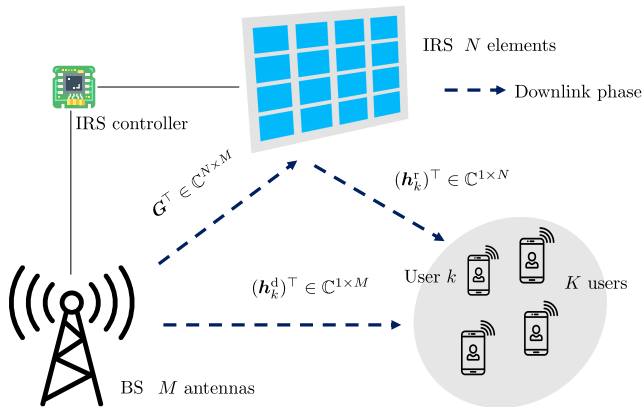 IRS N elements
Downlink phase
IRS controller
𝑮^⊤ ∈ ℂ^{N×M}
(𝒉_k^r)^⊤ ∈ ℂ^{1×N}
(𝒉_k^d)^⊤ ∈ ℂ^{1×M}
User k
K users
BS M antennas